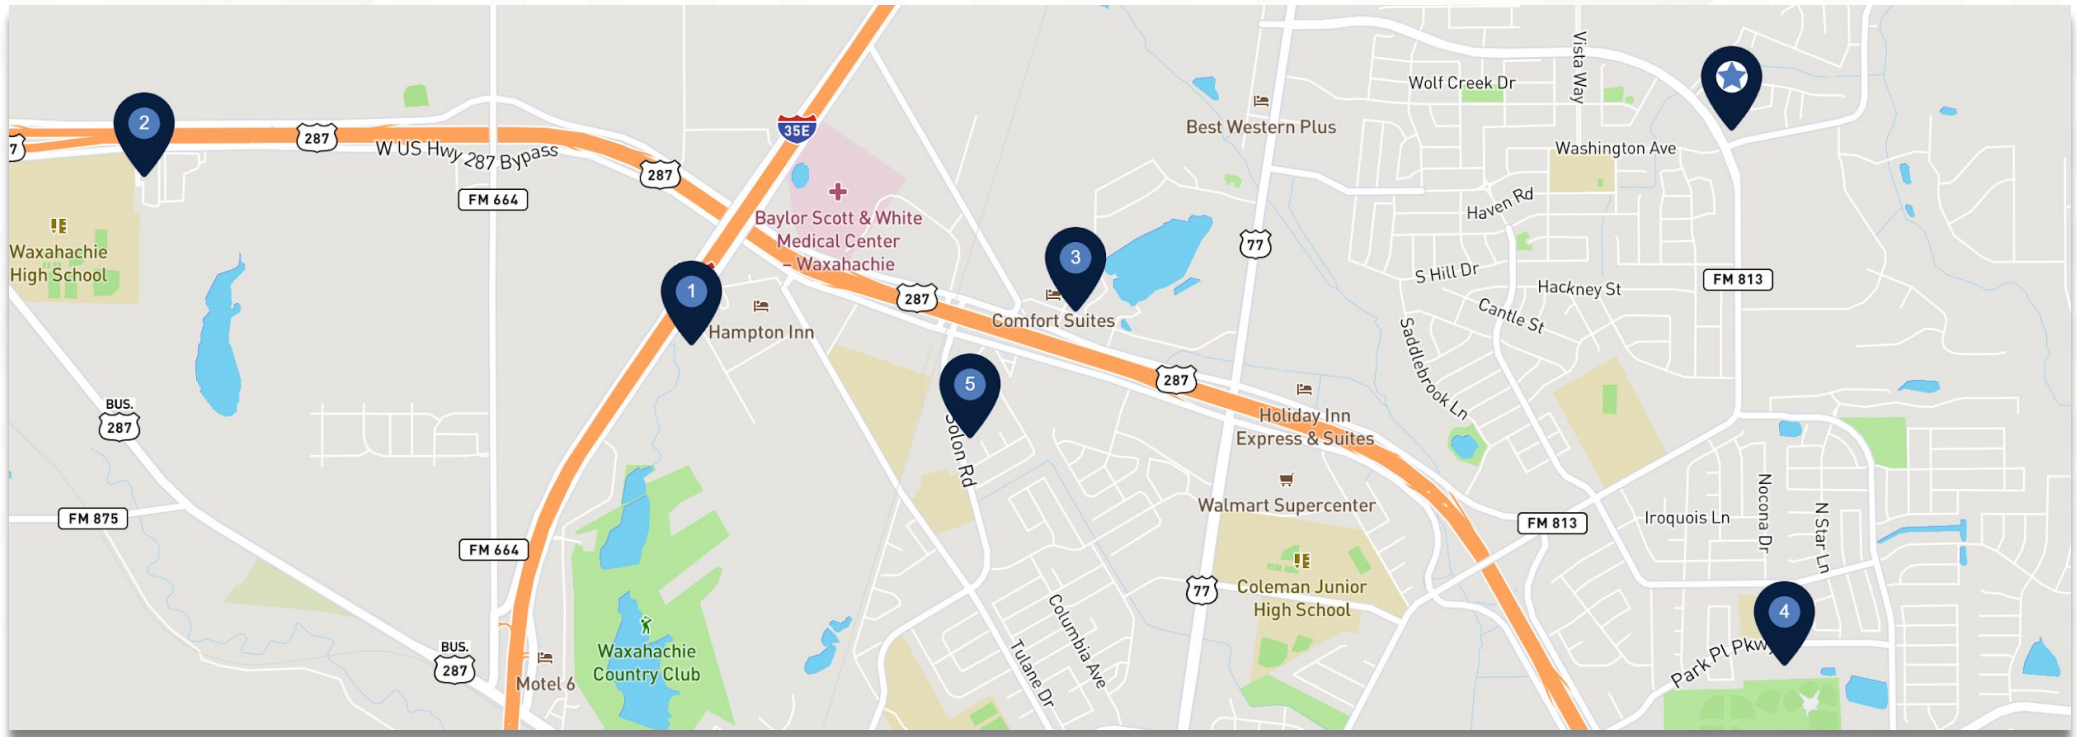 Vista Way
Wolf Creek Dr
2
35E
Best Western Plus
287
W US Hwy 287 Bypass
7
Washington Ave
287
FM 664
Haven Rd
Baylor Scott & White
Medical Center
– Waxahachie
Waxahachie
High School
77
3
S Hill Dr
FM 813
1
Hackney St
287
Cantle St
Comfort Suites
Hampton Inn
Saddlebrook Ln
287
5
BUS.
287
Holiday Inn
Express & Suites
Solon Rd
Walmart Supercenter
Nocona Dr
N Star Ln
FM 875
Iroquois Ln
FM 813
FM 664
77
Coleman Junior
High School
4
Columbia Ave
Waxahachie
Country Club
BUS.
287
Tulane Dr
Park Pl Pkwy
Motel 6